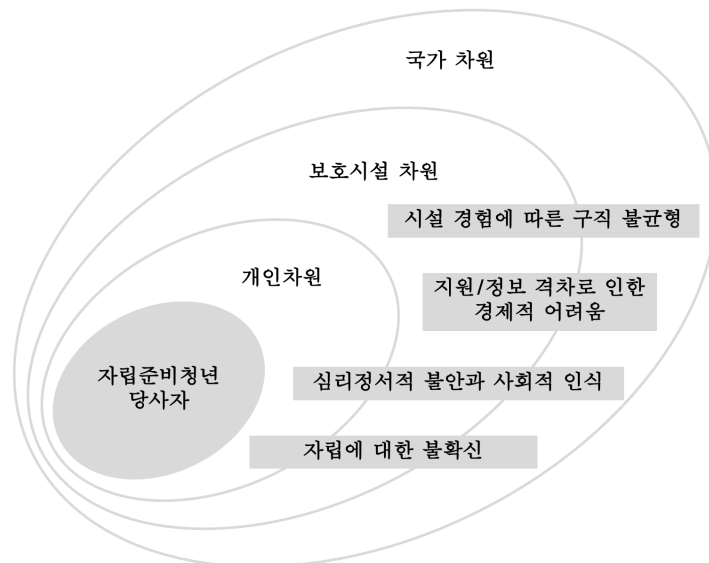 국가 차원
보호시설 차원
시설 경험에 따른 구직 불균형
개인차원
지원/정보 격차로 인한
경제적 어려움
자립준비청년
당사자
심리정서적 불안과 사회적 인식
자립에 대한 불확신